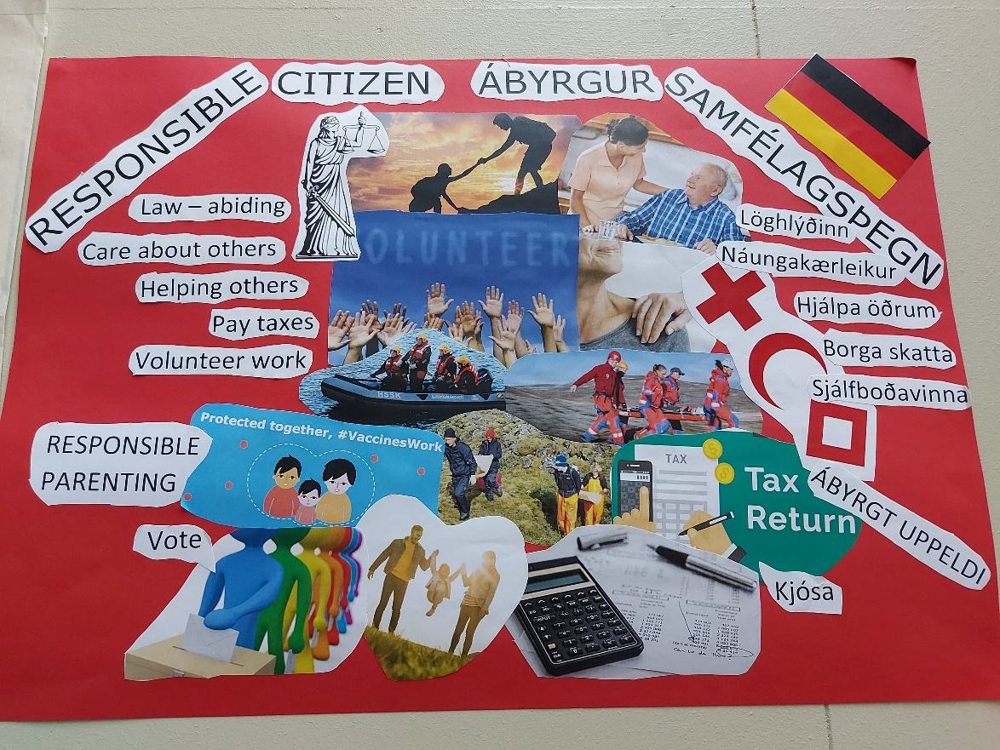 RESPONSIBLE CITIZEN ÁBYRGUR SAMFÉLAGSÞEGN
Law – abiding
Care about others
Helping others
Pay taxes
Volunteer work
VOLUNTEER
Löghlýðinn
Náungakærleikur
Hjálpa öðrum
Borga skatta
Sjálfboðavinna
HSSK
RESPONSIBLE
PARENTING
Protected together, #VaccinesWork
TAX
Tax
Return
ÁBYRGT UPPELDI
Vote
Kjósa